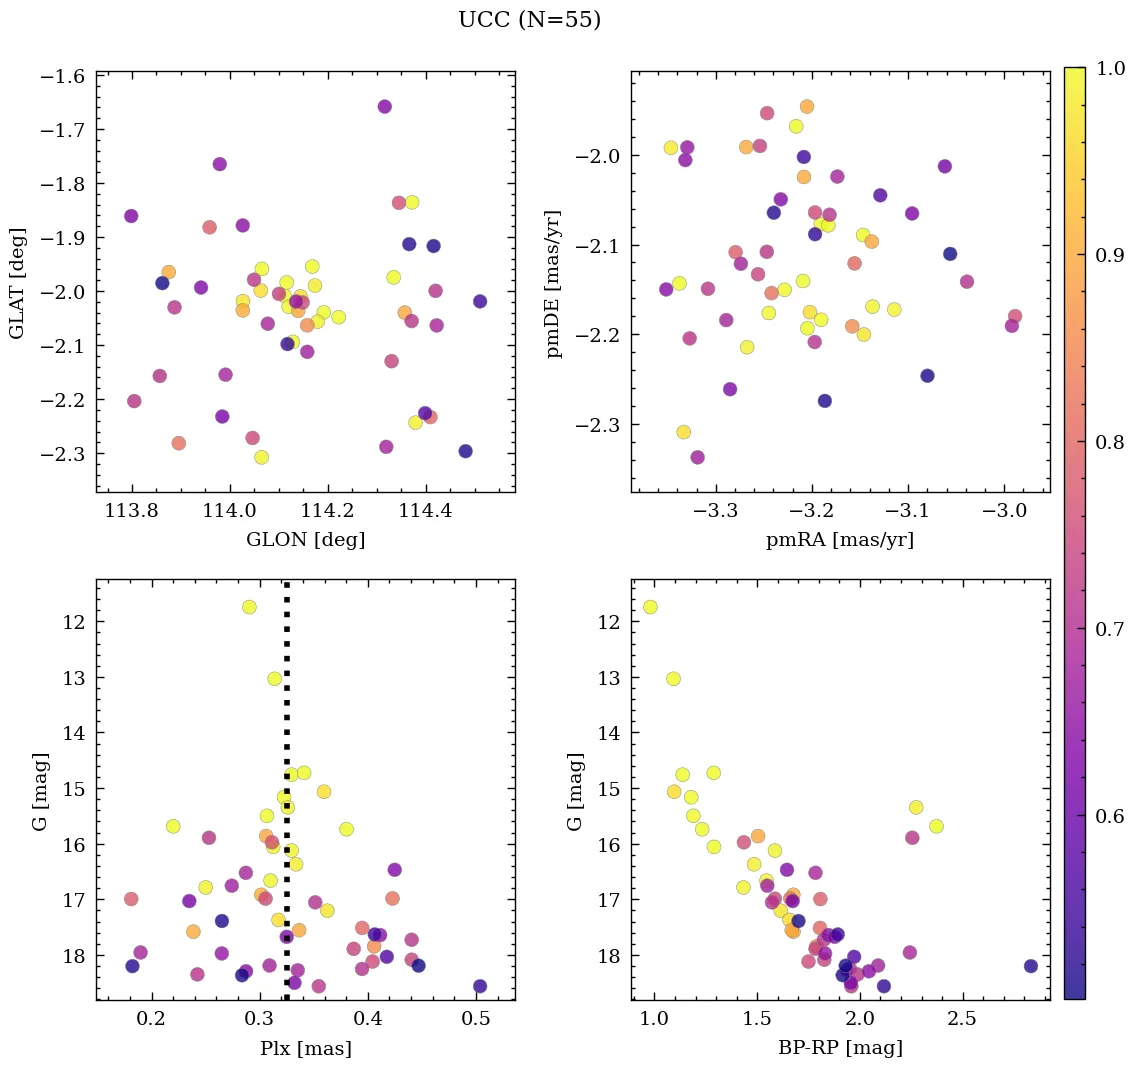 UCC (N=55)
−1.6
−1.7
−1.8
−1.9
−2.0
−2.1
−2.2
−2.3
GLAT [deg]
113.8 114.0 114.2 114.4
GLON [deg]
−2.0
−2.1
−2.2
−2.3
pmDE [mas/yr]
−3.3 −3.2 −3.1 −3.0
pmRA [mas/yr]
1.0
0.9
0.8
0.7
0.6
12
13
14
15
16
17
18
G [mag]
0.2 0.3 0.4 0.5
Plx [mas]
12
13
14
15
16
17
18
G [mag]
1.0 1.5 2.0 2.5
BP-RP [mag]